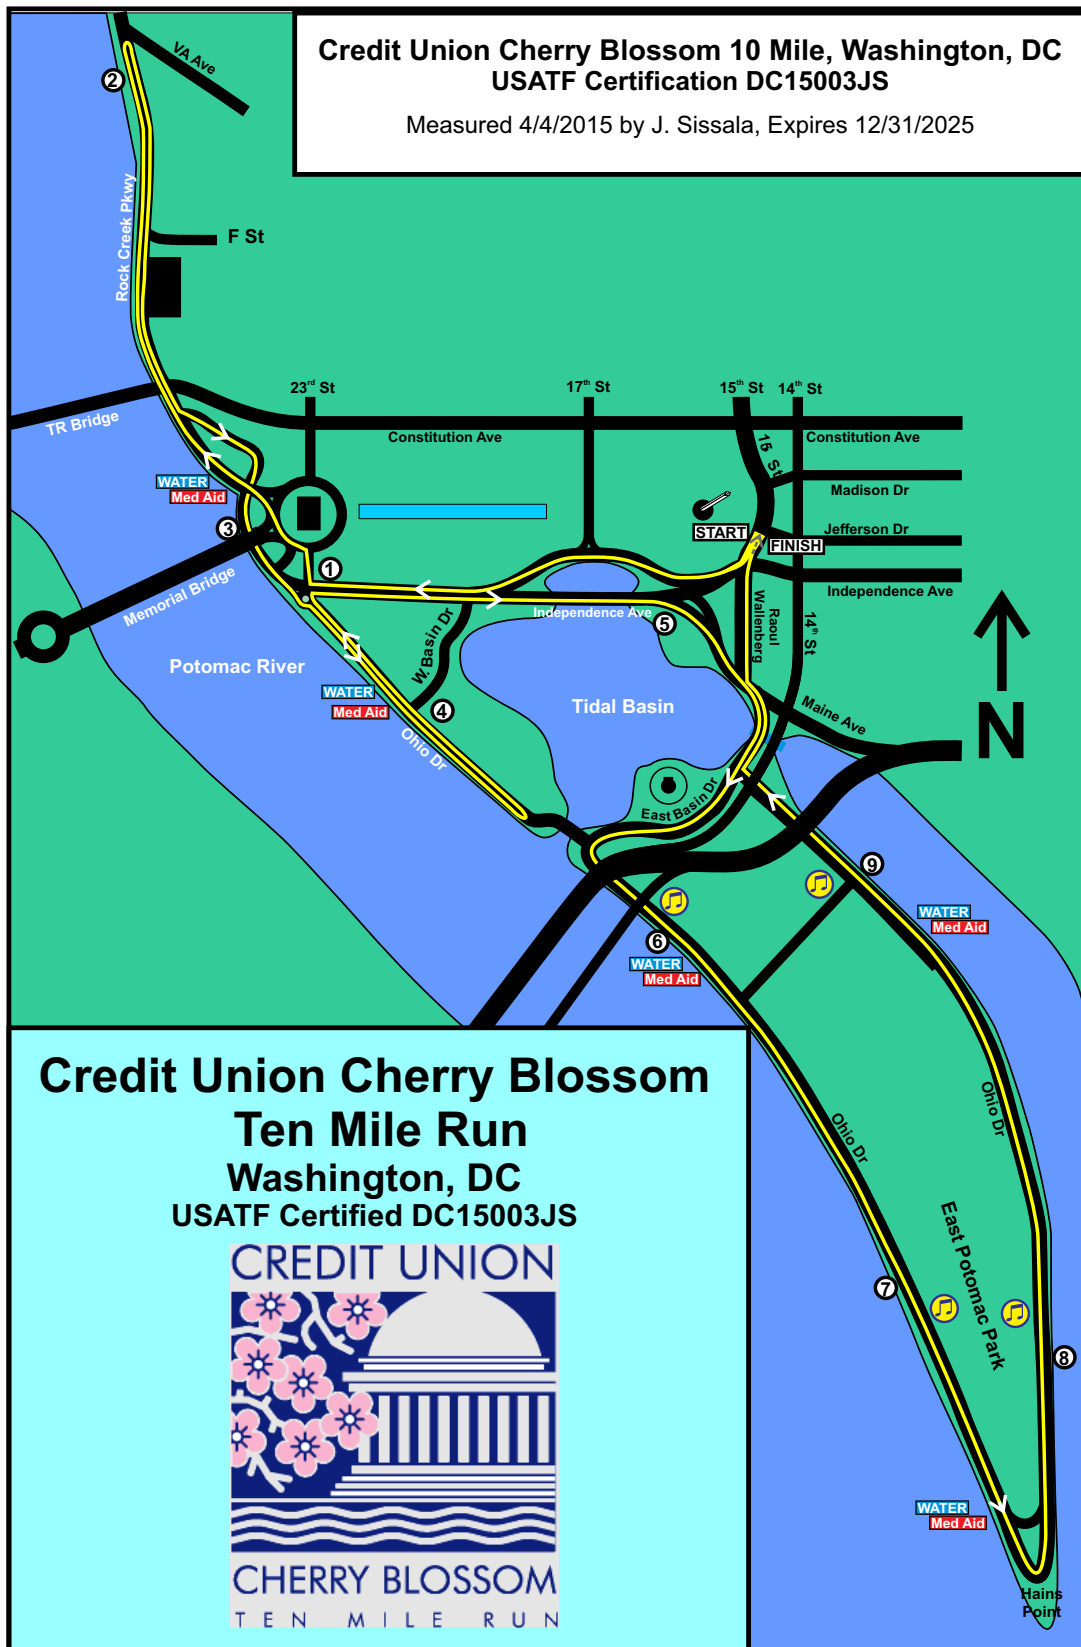 Credit Union Cherry Blossom 10 Mile, Washington, DC
USATF Certification DC15003JS
Measured 4/4/2015 by J. Sissala, Expires 12/31/2025
VA Ave
2
Rock Creek Pkwy
F St
TR Bridge
23rd St
17th St
15th St
14th St
Constitution Ave
Constitution Ave
15 St
Madison Dr
WATER
Med Aid
3
START
FINISH
Jefferson Dr
1
Memorial Bridge
Independence Ave
Independence Ave
Raoul
Wallenberg
14th St
5
W. Basin Dr
Potomac River
WATER
Med Aid
4
Ohio Dr
Tidal Basin
Maine Ave
N
East Basin Dr
9
WATER
Med Aid
6
WATER
Med Aid
Ohio Dr
Ohio Dr
East Potomac Park
7
8
WATER
Med Aid
Hains
Point
Credit Union Cherry Blossom
Ten Mile Run
Washington, DC
USATF Certified DC15003JS
CREDIT UNION
CHERRY BLOSSOM
TEN MILE RUN